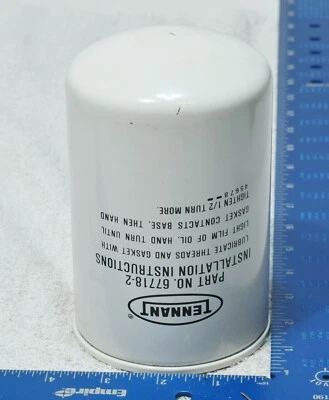 TENNANT®
PART NO. 67718-2
INSTALLATION INSTRUCTIONS
LUBRICATE THREADS AND GASKET WITH
LIGHT FILM OF OIL. HAND TURN UNTIL
GASKET CONTACTS BASE. THEN HAND
TIGHTEN 1/2 TURN MORE.
Empire